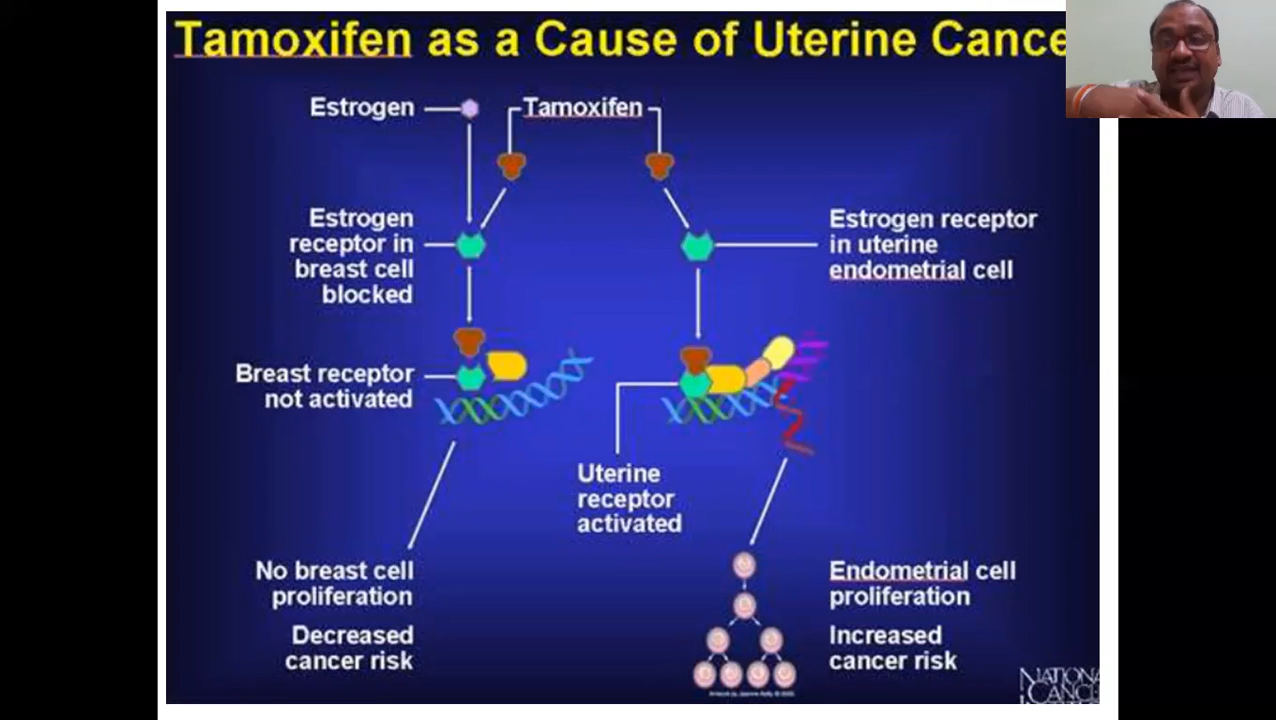 Tamoxifen as a Cause of Uterine Cance
Estrogen
Tamoxifen
Estrogen
receptor in
breast cell
blocked
Estrogen receptor
in uterine
endometrial cell
Breast receptor
not activated
Uterine
receptor
activated
No breast cell
proliferation
Decreased
cancer risk
Endometrial cell
proliferation
Increased
cancer risk
NATIONA
CANCE